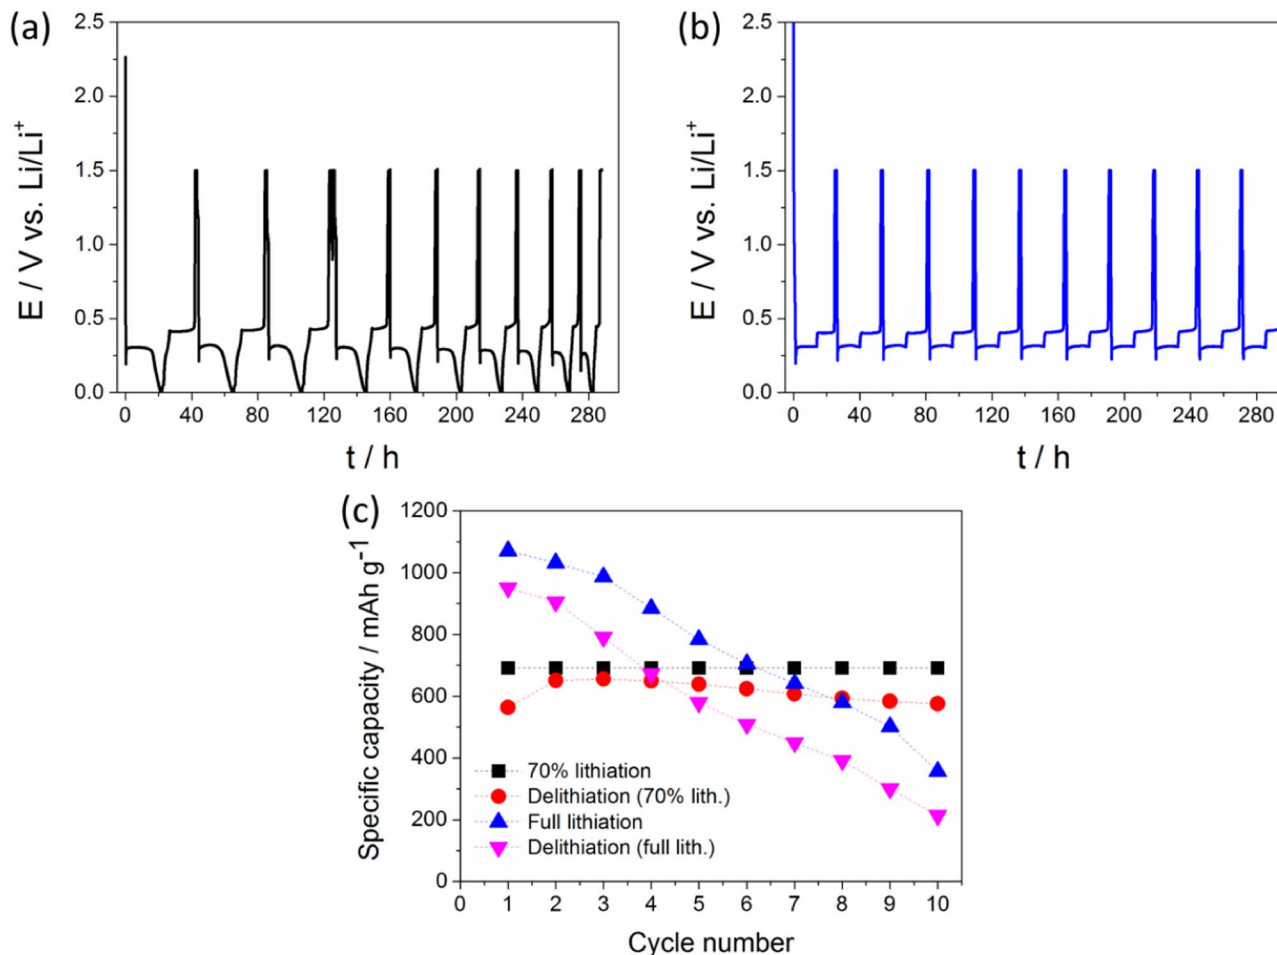 (a)
2.5
2.0
1.5
1.0
0.5
0.0
E / V vs. Li/Li⁺
0 40 80 120 160 200 240 280
t / h
(b)
2.5
2.0
1.5
1.0
0.5
0.0
E / V vs. Li/Li⁺
0 40 80 120 160 200 240 280
t / h
(c)
1200
1000
800
600
400
200
0
Specific capacity / mAh g⁻¹
70% lithiation
Delithiation (70% lith.)
Full lithiation
Delithiation (full lith.)
0 1 2 3 4 5 6 7 8 9 10
Cycle number